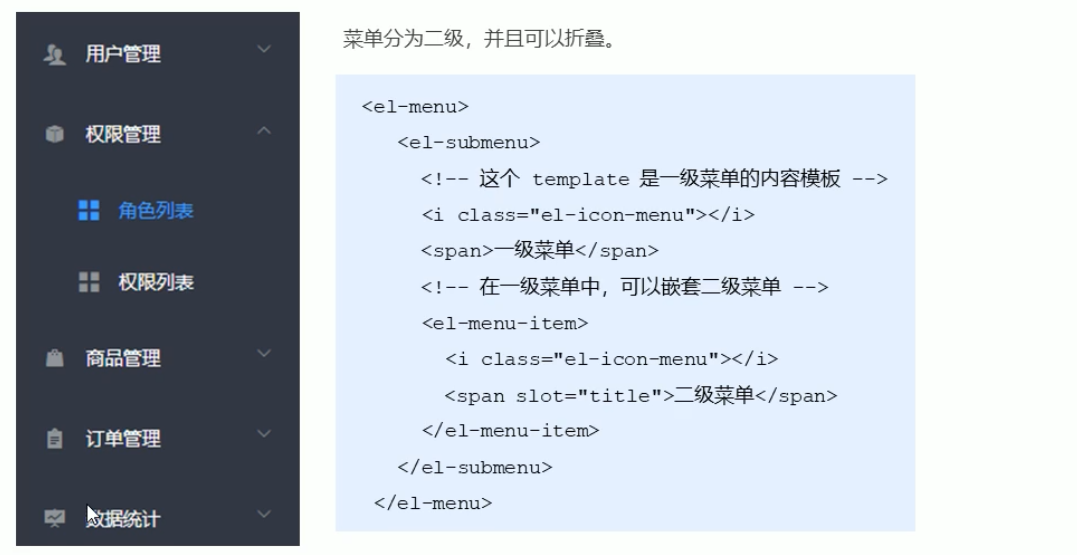 用户管理
权限管理
角色列表
权限列表
商品管理
订单管理
数据统计
菜单分为二级，并且可以折叠。
<el-menu>
<el-submenu>
<!-- 这个 template 是一级菜单的内容模板 -->
<i class="el-icon-menu"></i>
<span>一级菜单</span>
<!-- 在一级菜单中，可以嵌套二级菜单 -->
<el-menu-item>
<i class="el-icon-menu"></i>
<span slot="title">二级菜单</span>
</el-menu-item>
</el-submenu>
</el-menu>